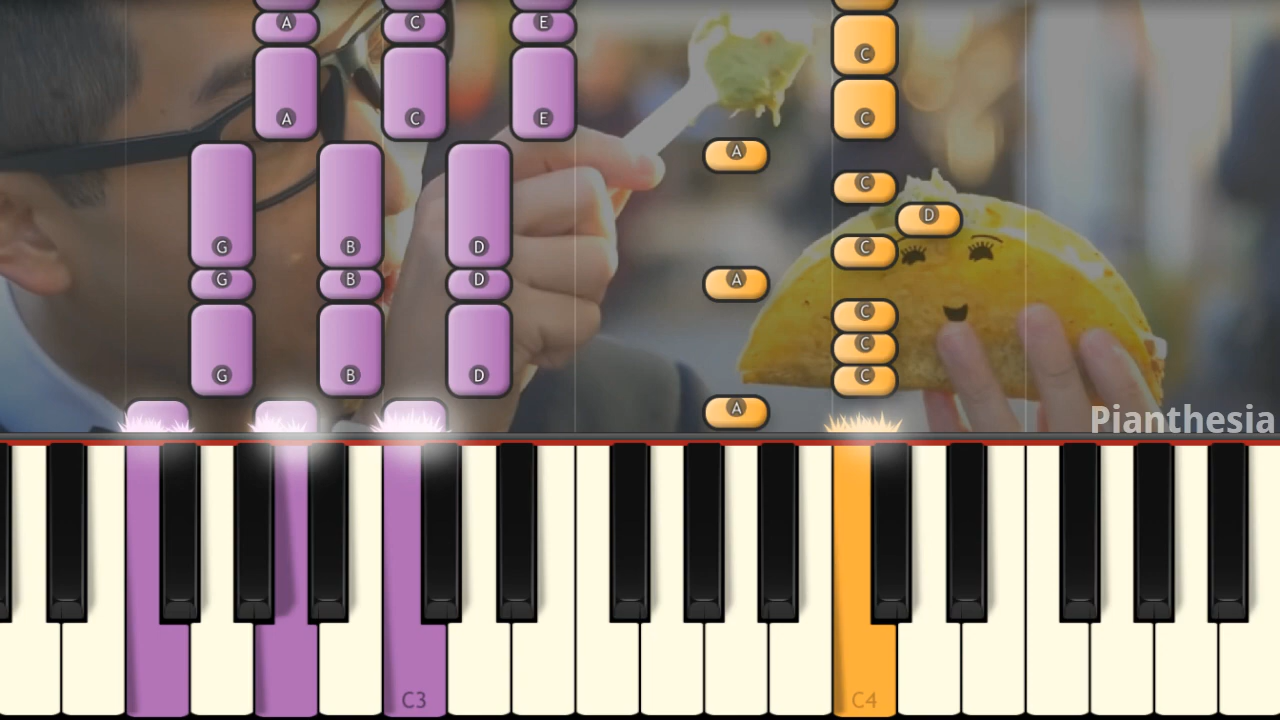 A C E C
A C E C
A
C
G B D D
C
G B D A
C
C
G B D C
A
Pianthesia
C3 C4